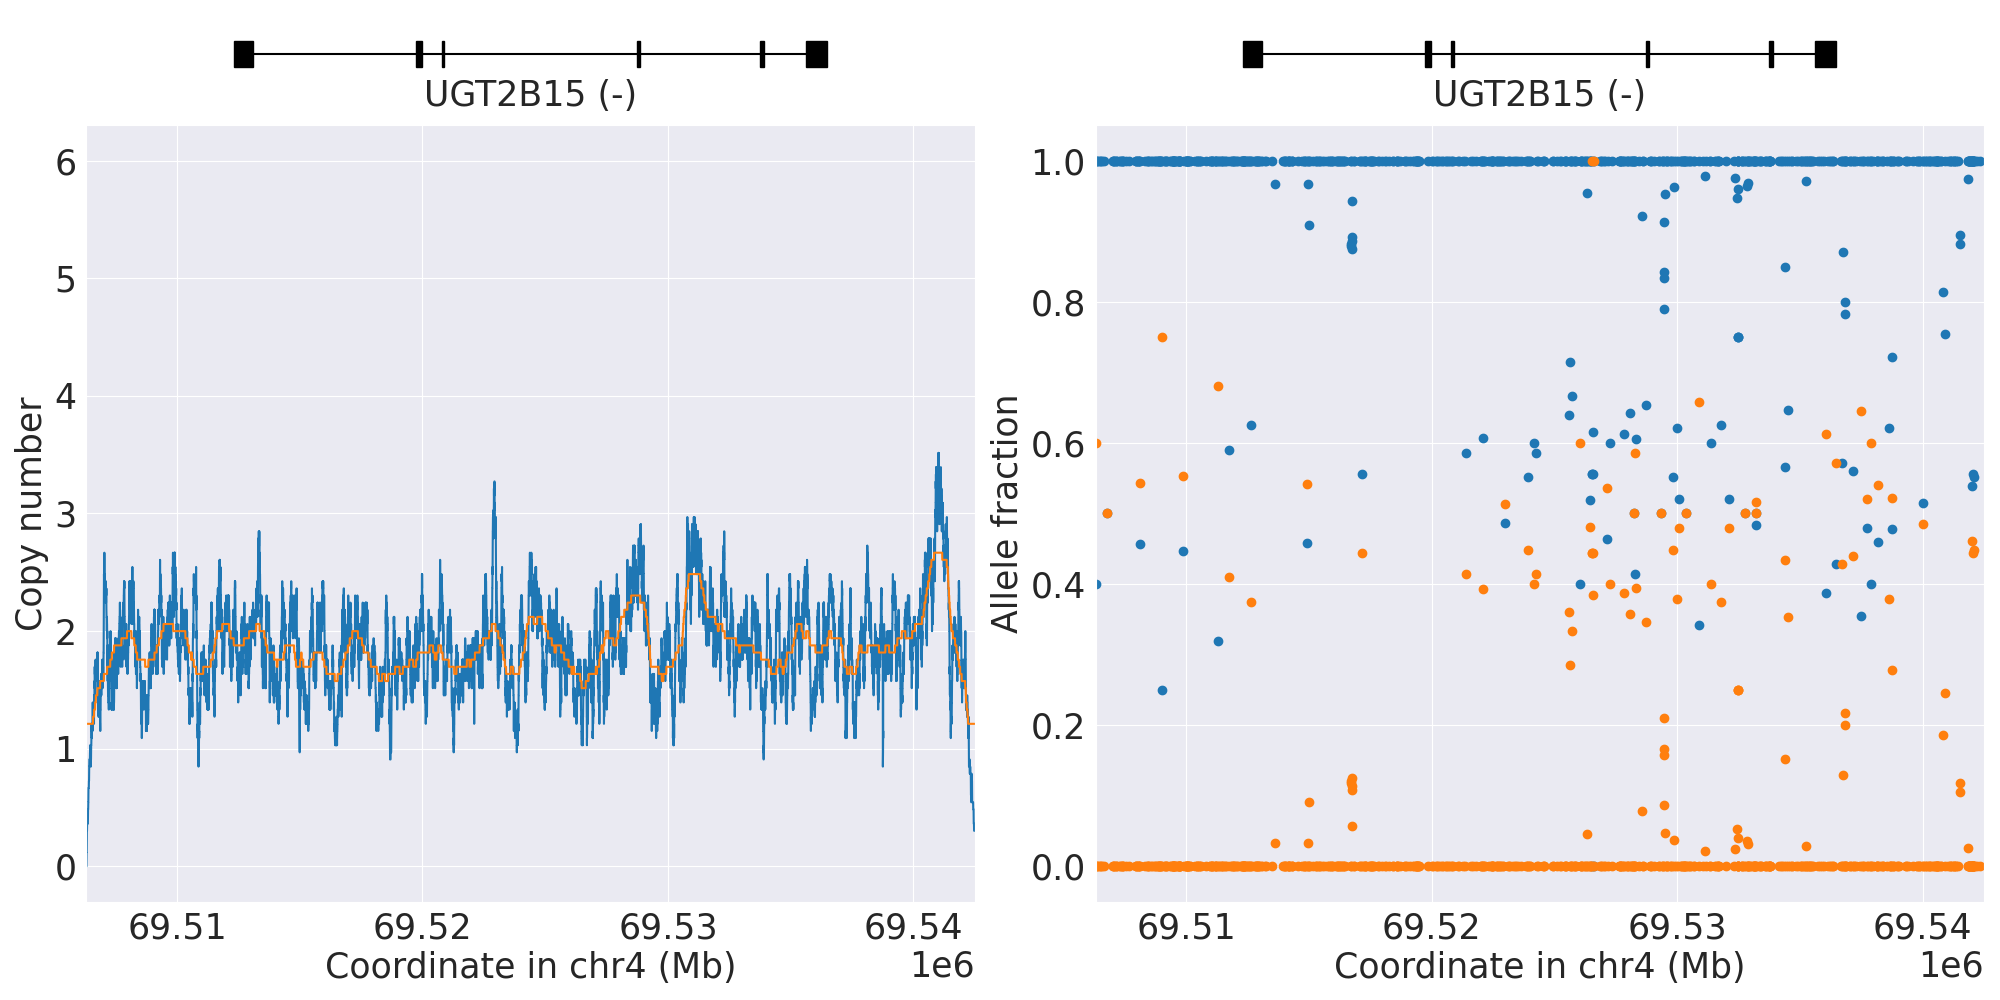 UGT2B15 (-)
6
5
4
3
2
1
0
Copy number
69.51 69.52 69.53 69.54
Coordinate in chr4 (Mb)
1e6
UGT2B15 (-)
1.0
0.8
0.6
0.4
0.2
0.0
Allele fraction
69.51 69.52 69.53 69.54
Coordinate in chr4 (Mb)
1e6